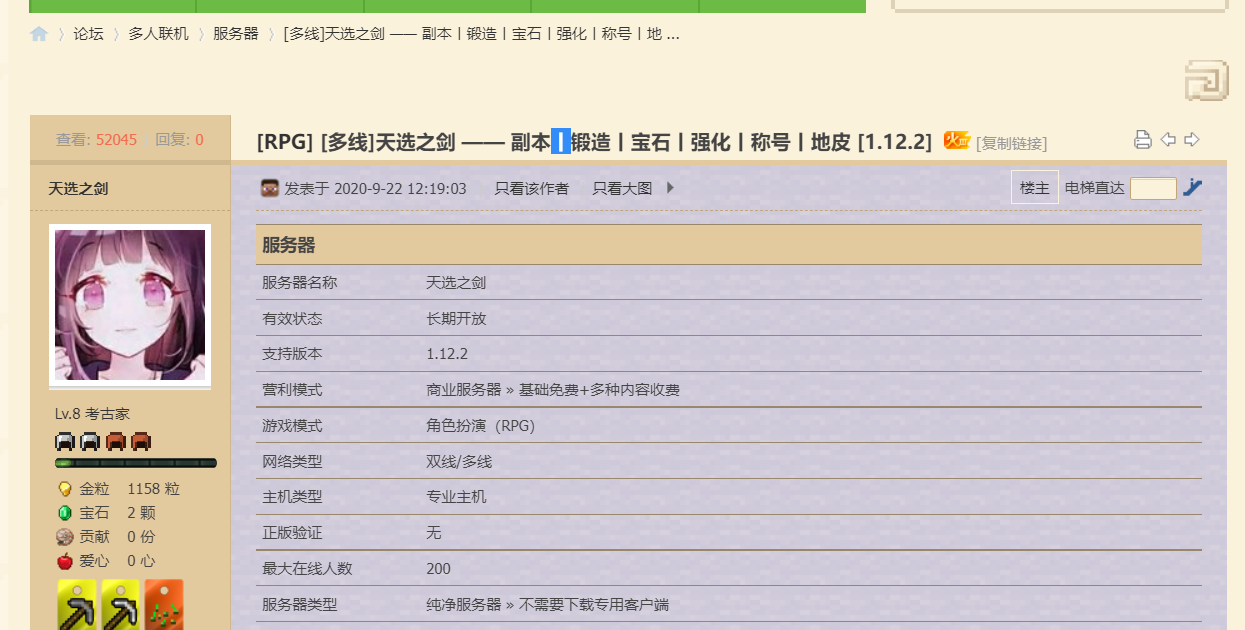 论坛 〉 多人联机 〉 服务器 〉 [多线]天选之剑 —— 副本丨锻造丨宝石丨强化丨称号丨地 ...
查看: 52045 回复: 0
[RPG] [多线]天选之剑 —— 副本丨锻造丨宝石丨强化丨称号丨地皮 [1.12.2] 火 [复制链接]
天选之剑
发表于 2020-9-22 12:19:03 只看该作者 只看大图
楼主 电梯直达
服务器
服务器名称 天选之剑
有效状态 长期开放
支持版本 1.12.2
营利模式 商业服务器 » 基础免费+多种内容收费
游戏模式 角色扮演（RPG）
网络类型 双线/多线
主机类型 专业主机
正版验证 无
最大在线人数 200
服务器类型 纯净服务器 » 不需要下载专用客户端
Lv.8 考古家
金粒 1158 粒
宝石 2 颗
贡献 0 份
爱心 0 心